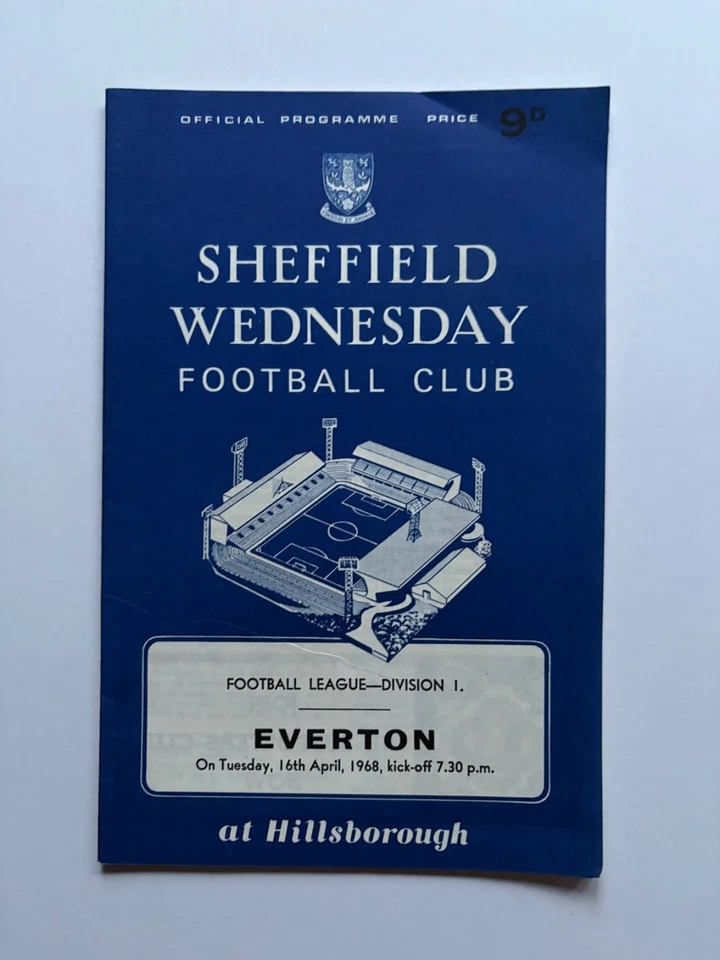 OFFICIAL PROGRAMME PRICE 9D
SHEFFIELD
WEDNESDAY
FOOTBALL CLUB
FOOTBALL LEAGUE—DIVISION 1.
EVERTON
On Tuesday, 16th April, 1968, kick-off 7.30 p.m.
at Hillsborough